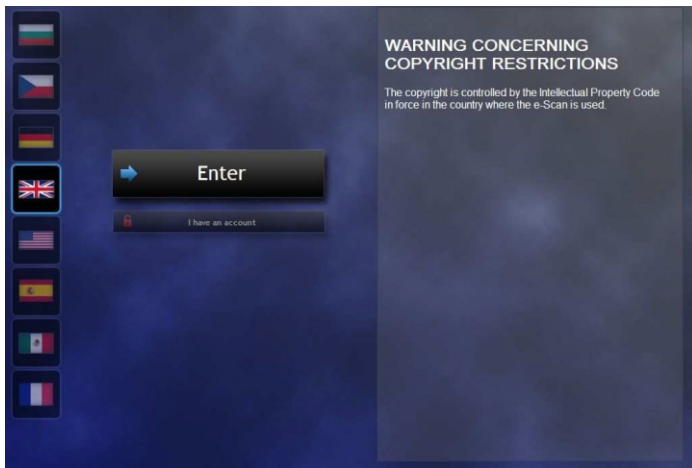 WARNING CONCERNING
COPYRIGHT RESTRICTIONS
The copyright is controlled by the Intellectual Property Code
in force in the country where the e-Scan is used.
Enter
I have an account